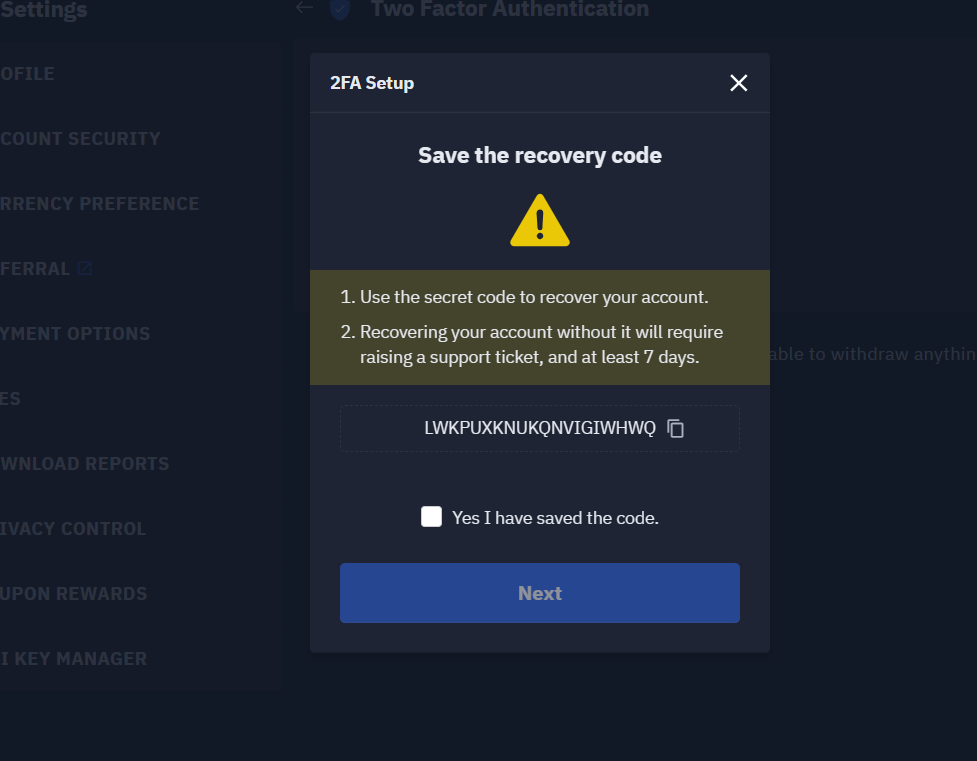 Settings
Two Factor Authentication
OFILE
COUNT SECURITY
RRENCY PREFERENCE
FERRAL
YMENT OPTIONS
ES
WNLOAD REPORTS
IVACY CONTROL
UPON REWARDS
I KEY MANAGER
2FA Setup
Save the recovery code
1. Use the secret code to recover your account.
2. Recovering your account without it will require
raising a support ticket, and at least 7 days.
able to withdraw anythin
LWKPUXKNUKQNVIGIWHWQ
Yes I have saved the code.
Next